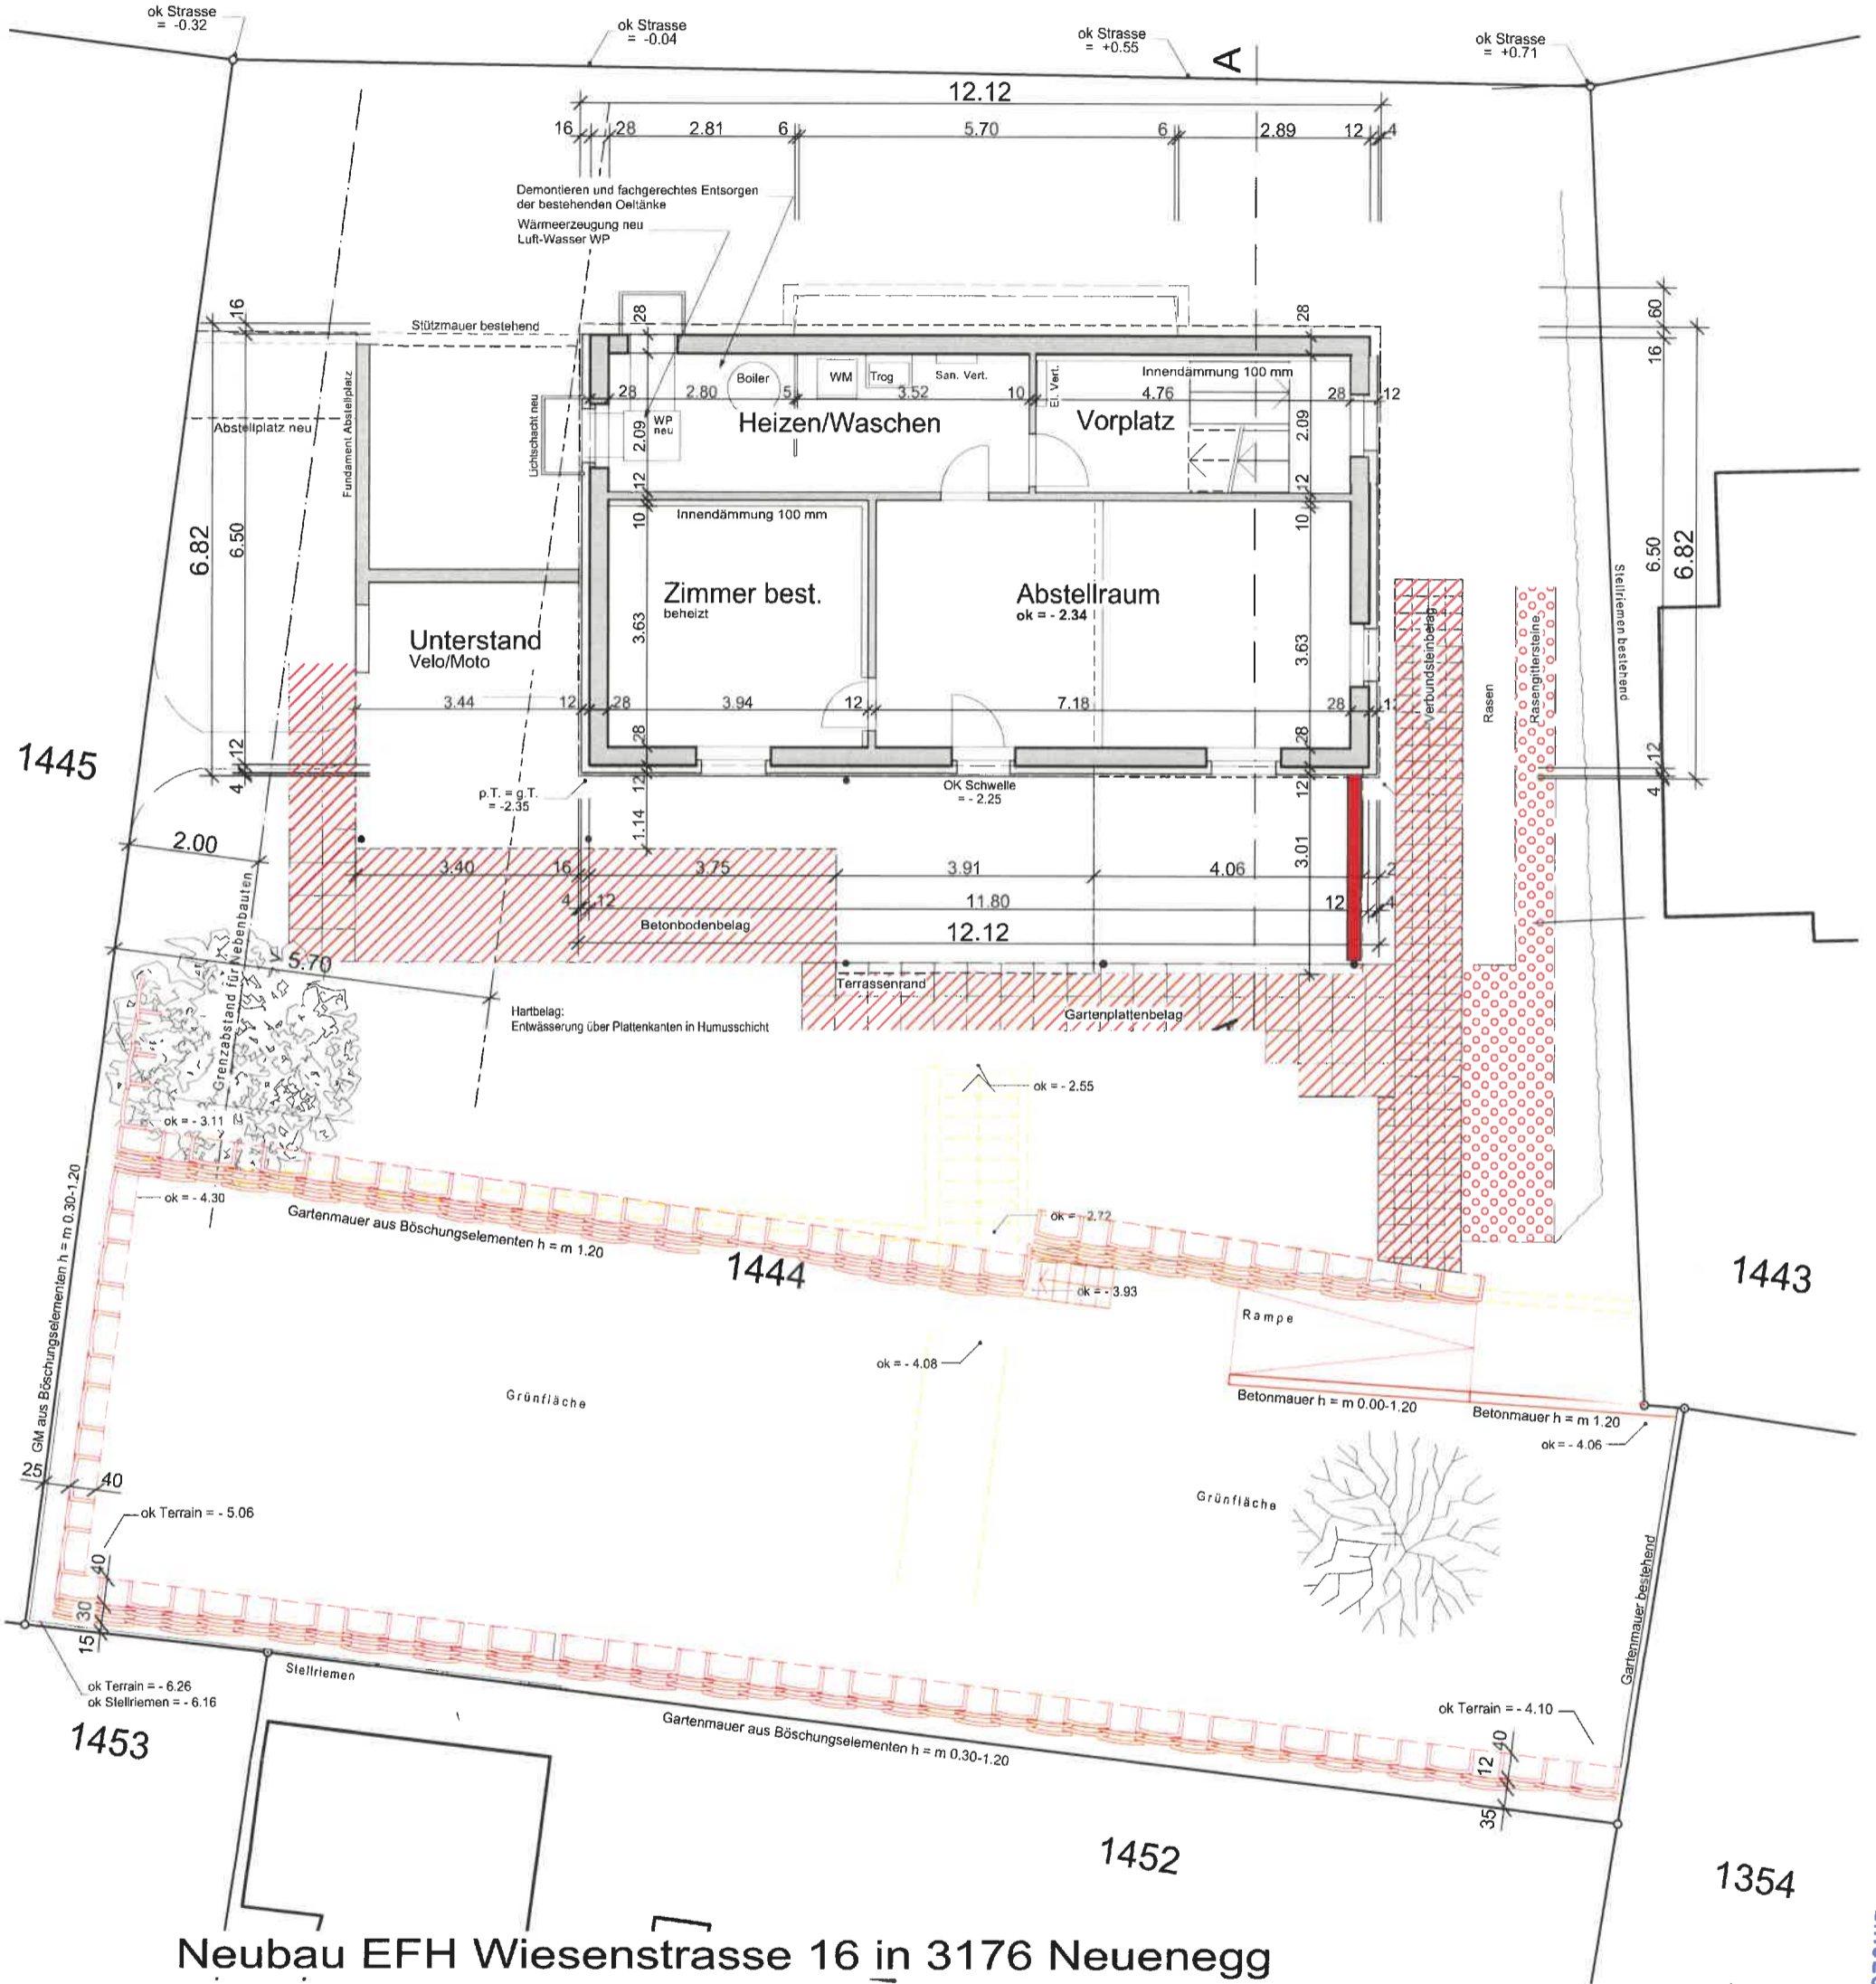 ok Strasse
= -0.32
ok Strasse
= -0.04
ok Strasse
= +0.55
ok Strasse
= +0.71
A
12.12
16
28
2.81
6
5.70
6
2.89
12
4
Demontieren und fachgerechtes Entsorgen
der bestehenden Oeltänke
Wärmeerzeugung neu
Luft-Wasser WP
16
Stützmauer bestehend
28
28
60
16
Boiler
WM
Trog
San. Vert.
El. Vert.
Innendämmung 100 mm
28
2.80
5
3.52
10
4.76
28
12
Abstellplatz neu
Fundament Abstellplatz
Lichtschacht neu
WP
neu
2.09
Heizen/Waschen
Vorplatz
2.09
12
12
6.82
6.50
10
Innendämmung 100 mm
10
6.50
6.82
Zimmer best.
beheizt
Abstellraum
ok = - 2.34
3.63
3.63
Unterstand
Velo/Moto
Verbundsteinbelag
Rasen
Rasengittersteine
Stellriemen bestehend
3.44
12
28
3.94
12
7.18
28
28
28
1445
12
4
12
4
p.T. = g.T.
= -2.35
12
OK Schwelle
= - 2.25
12
1.14
3.01
2.00
3.40
16
3.75
3.91
4.06
2
4
12
11.80
12
4
Betonbodenbelag
12.12
5.70
Grenzabstand für Nebenbauten
Terrassenrand
Hartbelag:
Entwässerung über Plattenkanten in Humusschicht
Gartenplattenbelag
ok = - 2.55
ok = - 3.11
ok = - 4.30
Gartenmauer aus Böschungselementen h = m 1.20
GM aus Böschungselementen h = m 0.30-1.20
ok = - 2.72
1444
ok = - 3.93
1443
Rampe
ok = - 4.08
Betonmauer h = m 0.00-1.20
Betonmauer h = m 1.20
ok = - 4.06
Grünfläche
25
40
Grünfläche
ok Terrain = - 5.06
40
30
15
Gartenmauer bestehend
Stellriemen
ok Terrain = - 6.26
ok Stellriemen = - 6.16
ok Terrain = - 4.10
1453
Gartenmauer aus Böschungselementen h = m 0.30-1.20
40
12
35
1452
1354
Neubau EFH Wiesenstrasse 16 in 3176 Neuenegg